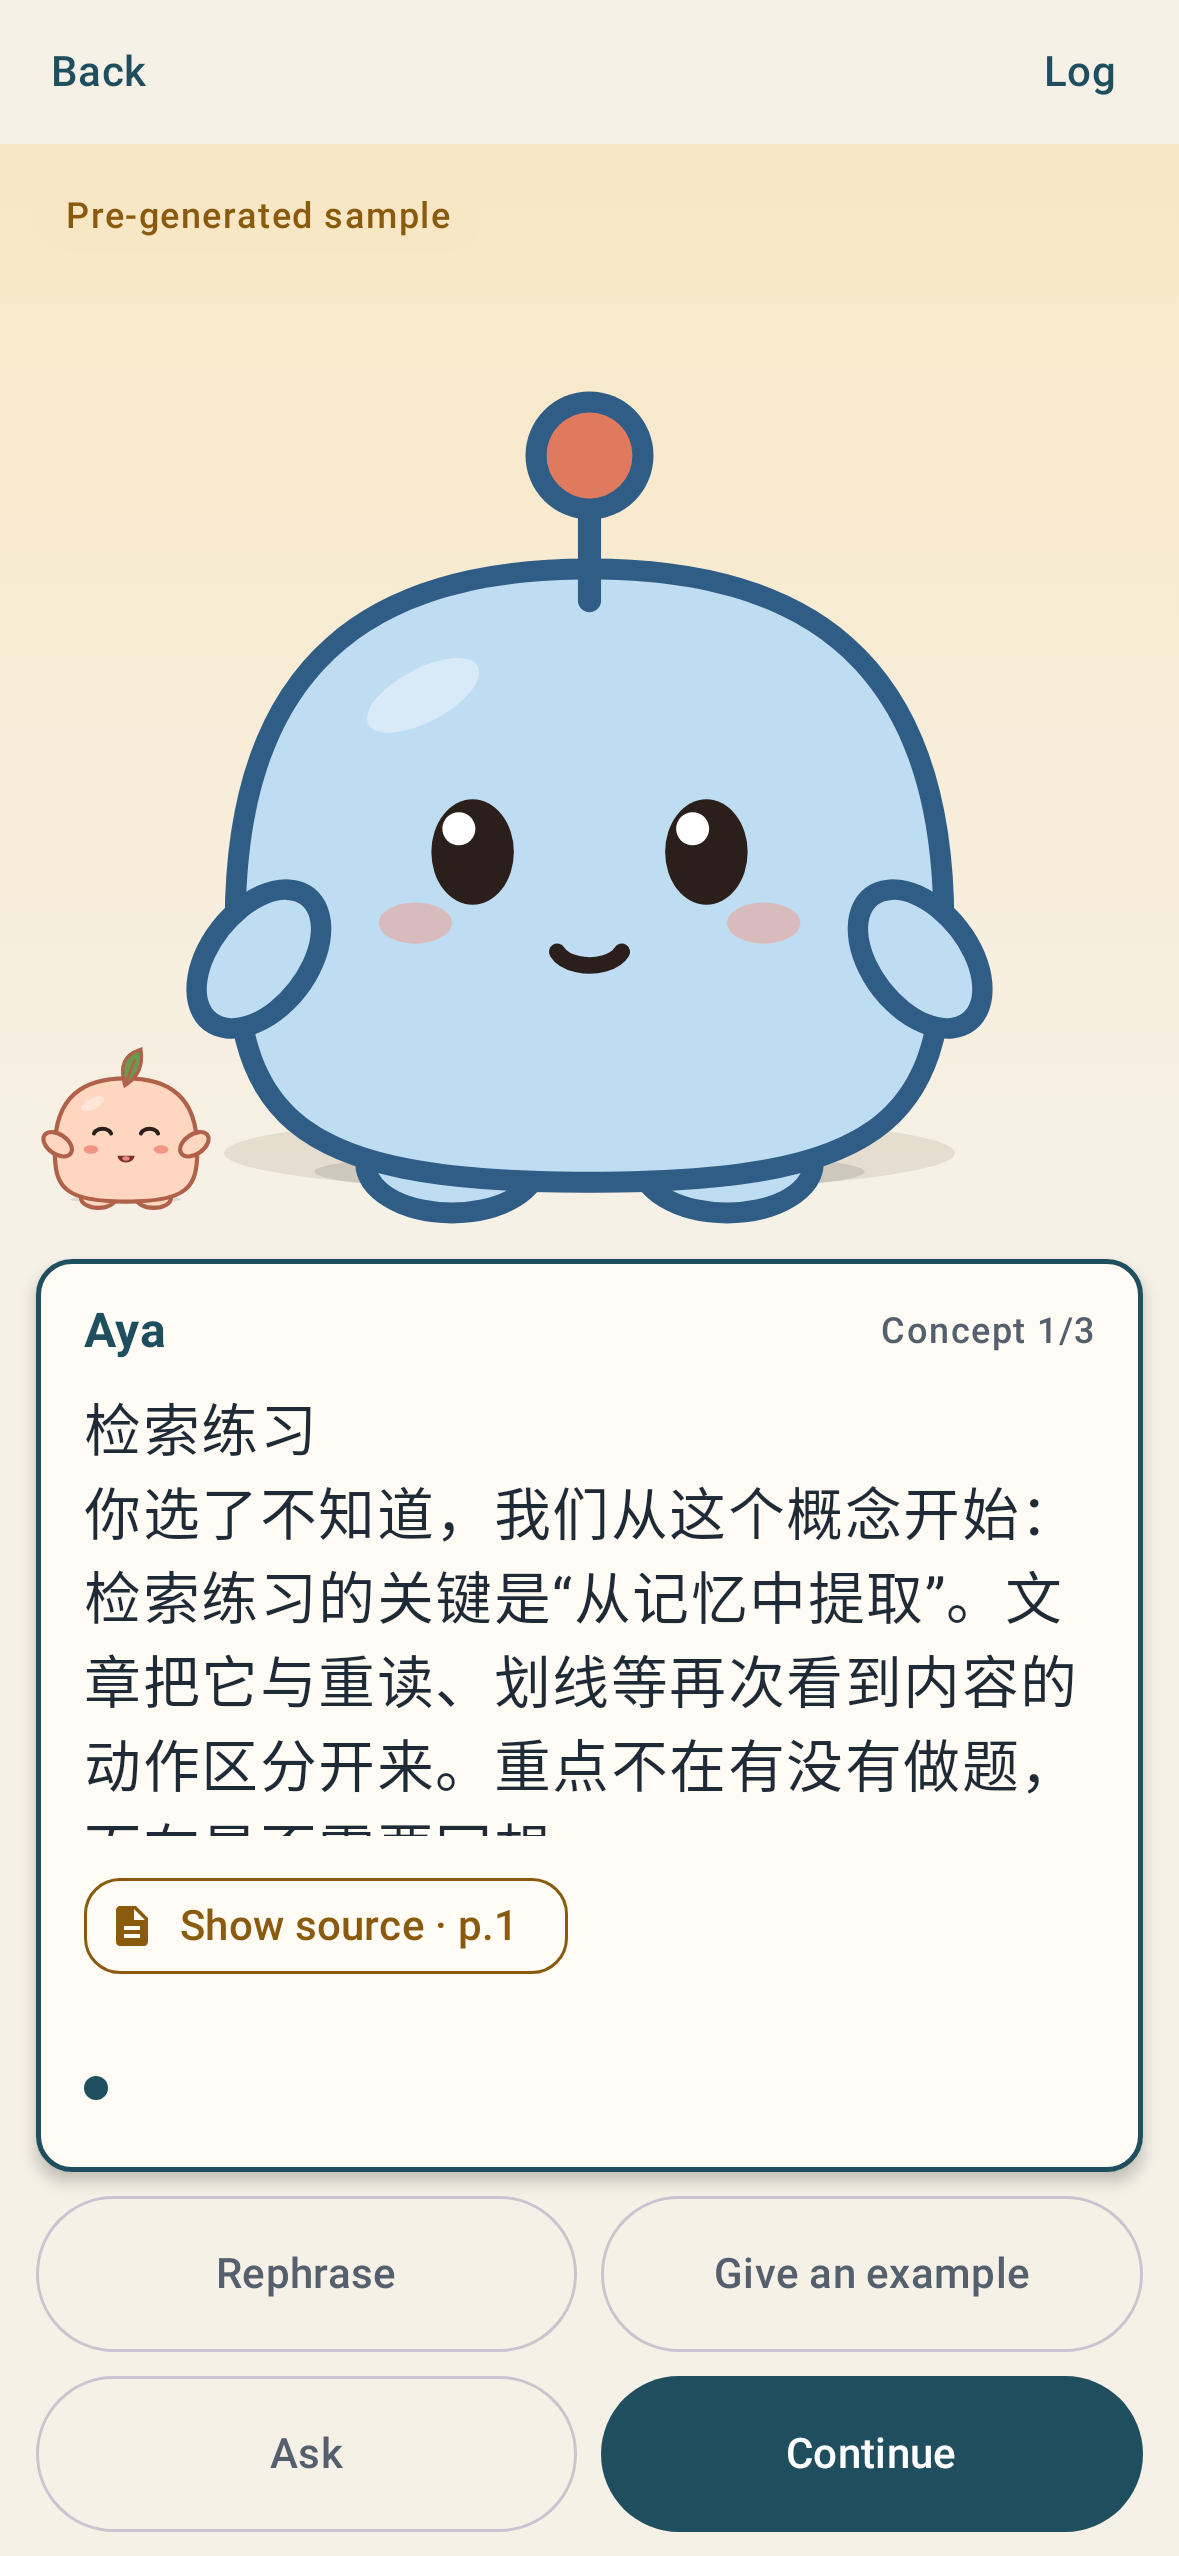 Back
Log
Pre-generated sample
Aya
Concept 1/3
检索练习
你选了不知道，我们从这个概念开始：
检索练习的关键是“从记忆中提取”。文
章把它与重读、划线等再次看到内容的
动作区分开来。重点不在有没有做题，
Show source · p.1
Rephrase
Give an example
Ask
Continue